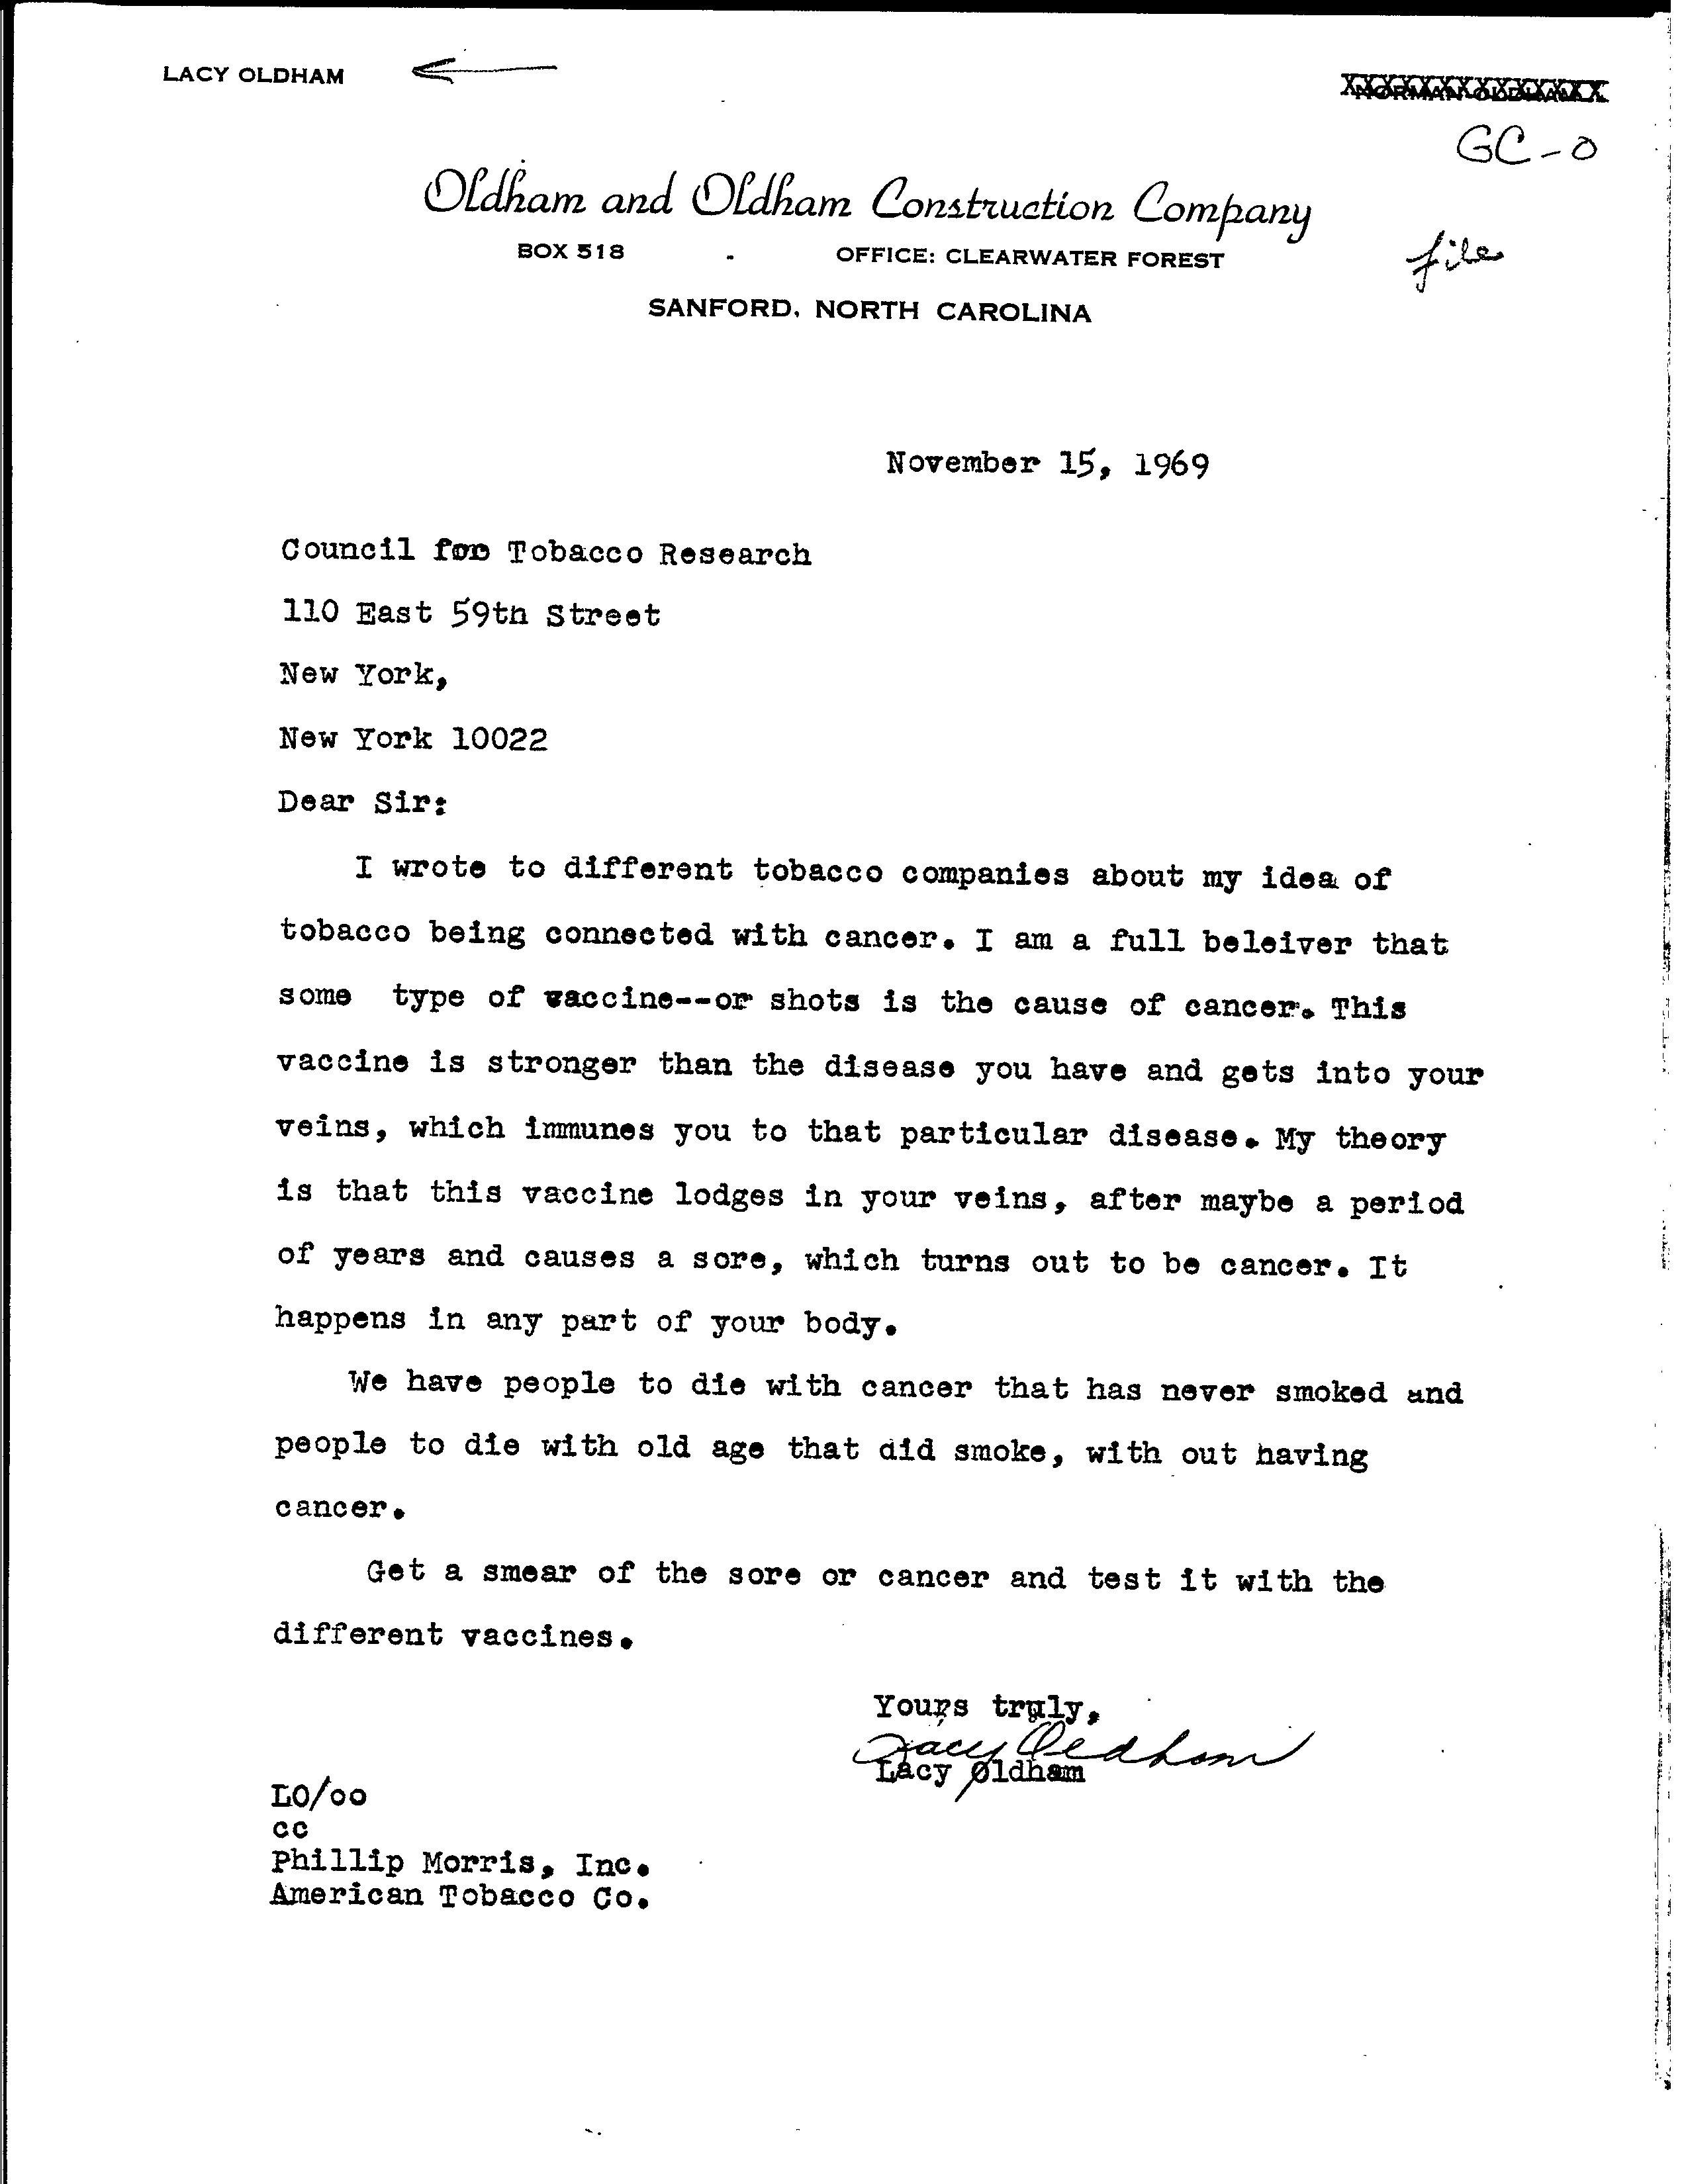 LACY OLDHAM
NORMAN OLDHAM
GC-O
Oldham and Oldham Construction Company
file
BOX 518 OFFICE: CLEARWATER FOREST
SANFORD, NORTH CAROLINA
November 15, 1969
Council for Tobacco Research
110 East 59th Street
New York,
New York 10022
Dear Sir:
I wrote to different tobacco companies about my idea of
tobacco being connected with cancer. I am a full beleiver that
some type of vaccine--or shots is the cause of cancer. This
vaccine is stronger than the disease you have and gets into your
veins, which immunes you to that particular disease. My theory
is that this vaccine lodges in your veins, after maybe a period
of years and causes a sore, which turns out to be cancer. It
happens in any part of your body.
We have people to die with cancer that has never smoked and
people to die with old age that did smoke, with out having
cancer.
Get a smear of the sore or cancer and test it with the
different vaccines.
Yours truly,
Lacy Oldham
Lacy Oldham
LO/oo
cc
Phillip Morris, Inc.
American Tobacco Co.